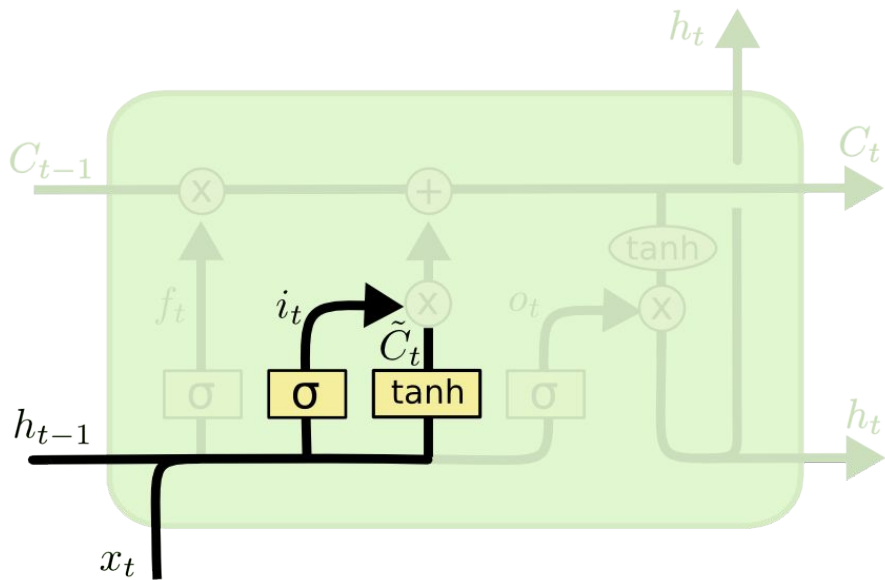 h_t
C_{t-1}
C_t
x
+
tanh
f_t
i_t
x
o_t
x
C̃_t
σ
σ
tanh
σ
h_{t-1}
h_t
x_t